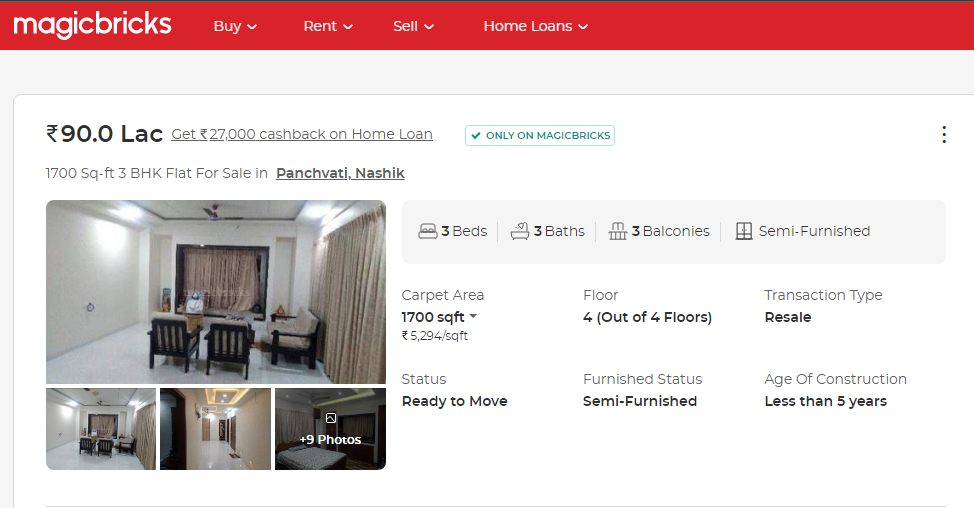 magicbricks Buy Rent Sell Home Loans
₹90.0 Lac Get ₹27,000 cashback on Home Loan ONLY ON MAGICBRICKS
1700 Sq-ft 3 BHK Flat For Sale in Panchvati, Nashik
3 Beds 3 Baths 3 Balconies Semi-Furnished
Carpet Area Floor Transaction Type
1700 sqft 4 (Out of 4 Floors) Resale
₹5,294/sqft
Status Furnished Status Age Of Construction
Ready to Move Semi-Furnished Less than 5 years
+9 Photos